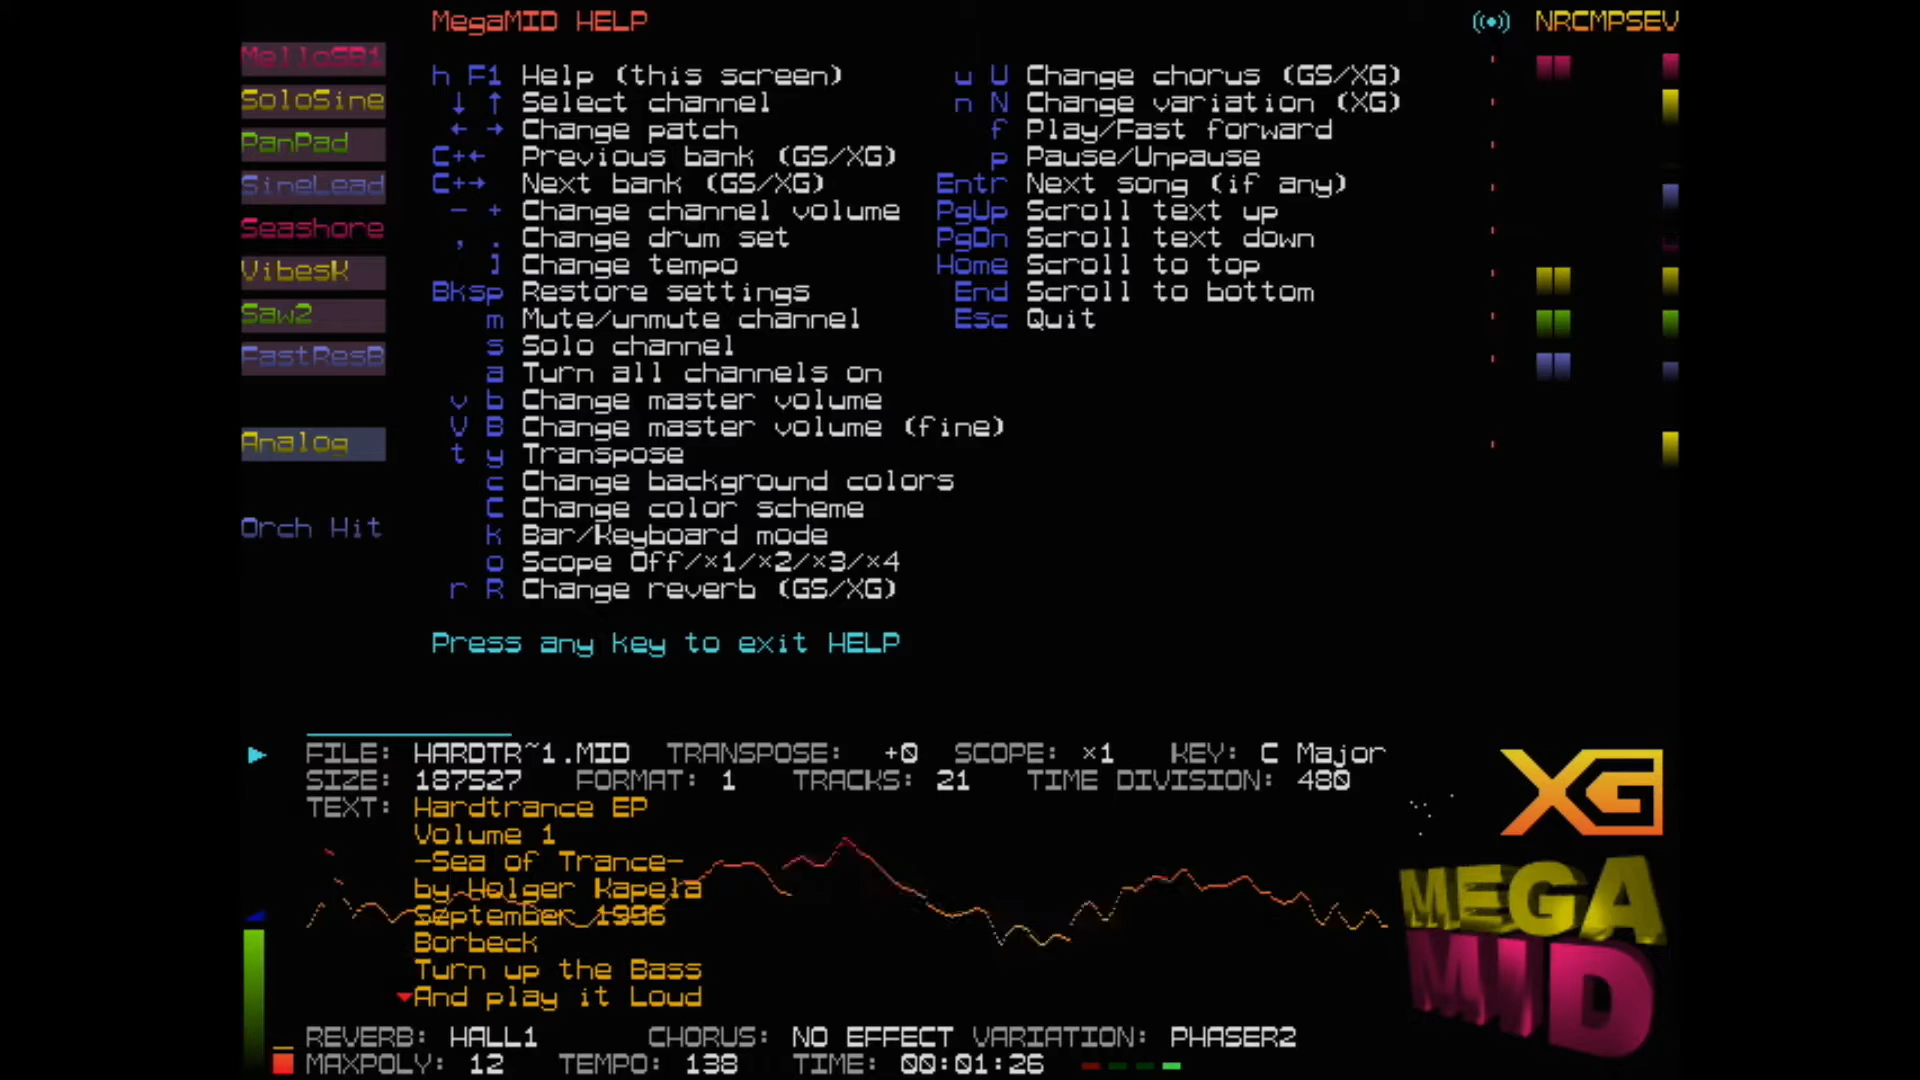 MegaMID HELP
NRCMPSEV
MelloSB1
SoloSine
PanPad
SineLead
Seashore
VibesK
Saw2
FastResB
Analog
Orch Hit
h F1 Help (this screen)
↓ ↑ Select channel
← → Change patch
C+← Previous bank (GS/XG)
C+→ Next bank (GS/XG)
- + Change channel volume
, . Change drum set
] Change tempo
Bksp Restore settings
m Mute/unmute channel
s Solo channel
a Turn all channels on
v b Change master volume
V B Change master volume (fine)
t y Transpose
c Change background colors
C Change color scheme
k Bar/Keyboard mode
o Scope Off/×1/×2/×3/×4
r R Change reverb (GS/XG)
u U Change chorus (GS/XG)
n N Change variation (XG)
f Play/Fast forward
p Pause/Unpause
Entr Next song (if any)
PgUp Scroll text up
PgDn Scroll text down
Home Scroll to top
End Scroll to bottom
Esc Quit
Press any key to exit HELP
FILE: HARDTR~1.MID TRANSPOSE: +0 SCOPE: ×1 KEY: C Major
SIZE: 187527 FORMAT: 1 TRACKS: 21 TIME DIVISION: 480
TEXT: Hardtrance EP
Volume 1
-Sea of Trance-
by Holger Kapela
September 1996
Borbeck
Turn up the Bass
And play it Loud
REVERB: HALL1 CHORUS: NO EFFECT VARIATION: PHASER2
MAXPOLY: 12 TEMPO: 138 TIME: 00:01:26
XG
MEGA
MID